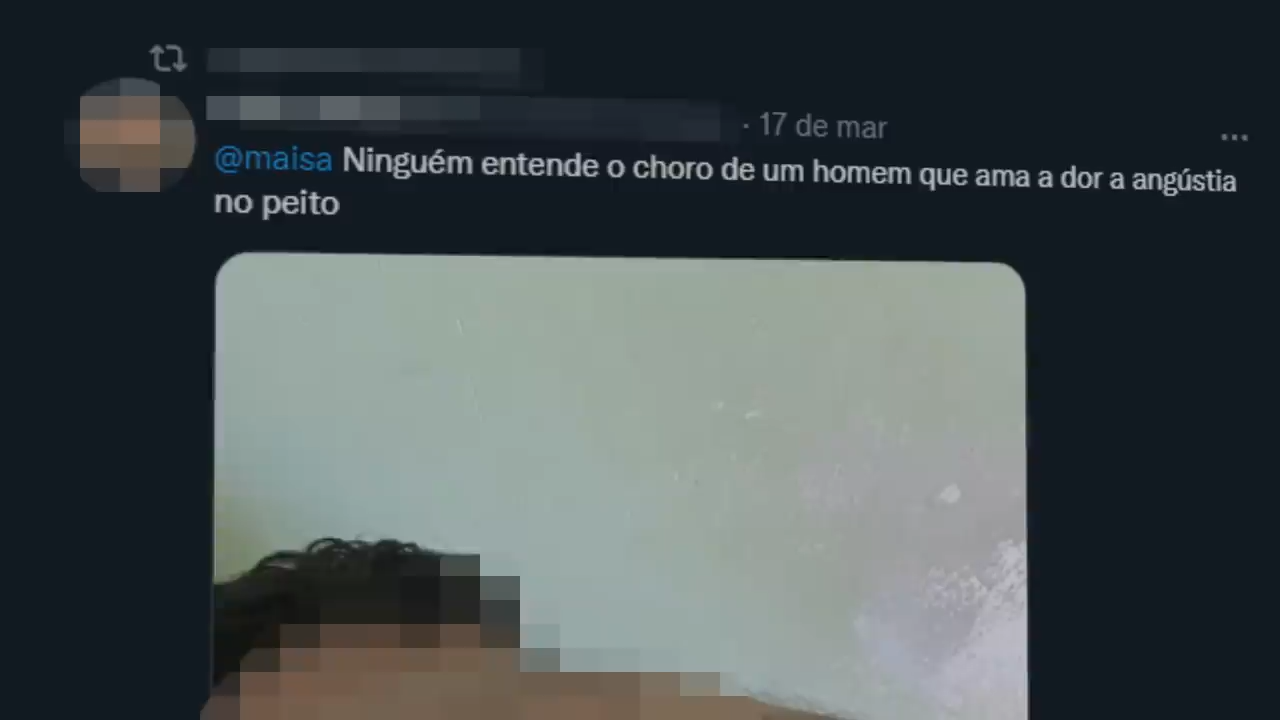 · 17 de mar
@maisa Ninguém entende o choro de um homem que ama a dor a angústia
no peito